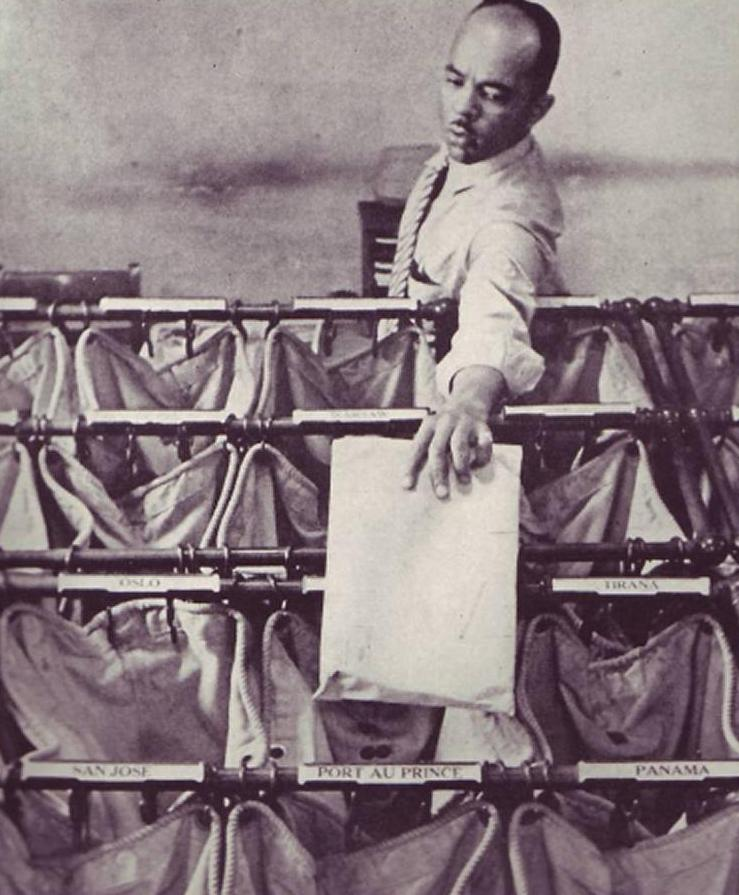 WARSAW
OSLO
TIRANA
SAN JOSE
PORT AU PRINCE
PANAMA